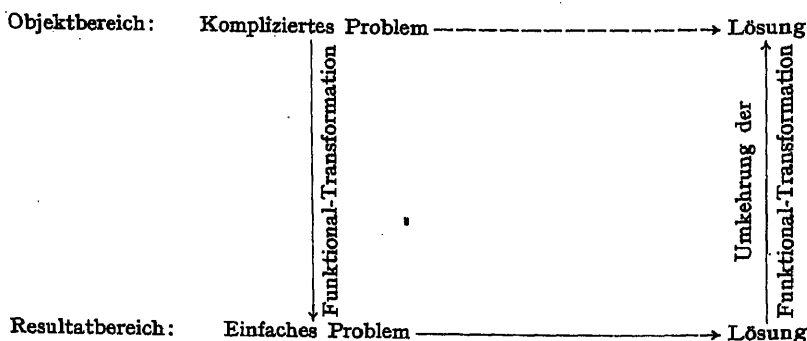 Objektbereich: Kompliziertes Problem Lösung
Funktional-Transformation
Umkehrung der
Funktional-Transformation
Resultatbereich: Einfaches Problem Lösung